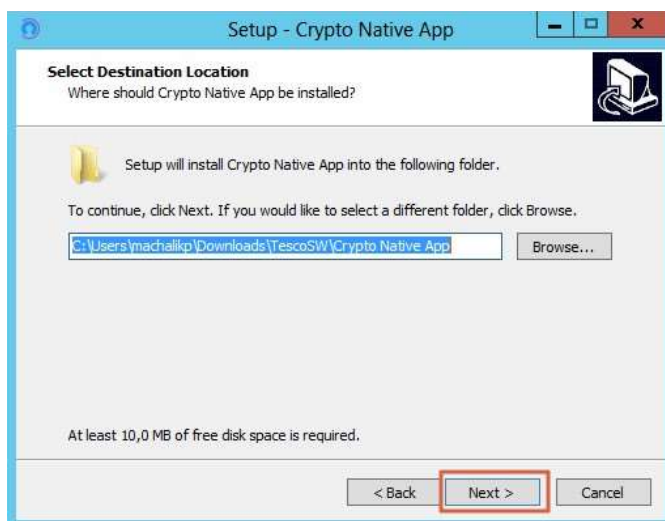 Setup - Crypto Native App
Select Destination Location
Where should Crypto Native App be installed?
Setup will install Crypto Native App into the following folder.
To continue, click Next. If you would like to select a different folder, click Browse.
C:\Users\machalikp\Downloads\TescoSW\Crypto Native App
Browse...
At least 10,0 MB of free disk space is required.
< Back Next > Cancel